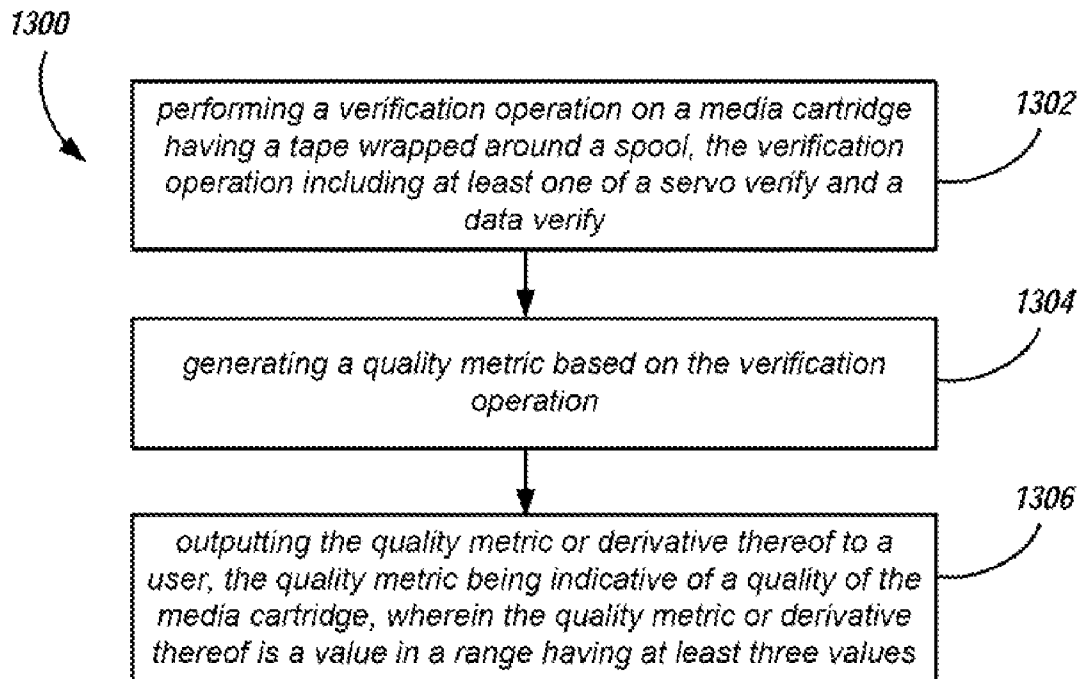 1300
performing a verification operation on a media cartridge
having a tape wrapped around a spool, the verification
operation including at least one of a servo verify and a
data verify
1302
generating a quality metric based on the verification
operation
1304
outputting the quality metric or derivative thereof to a
user, the quality metric being indicative of a quality of the
media cartridge, wherein the quality metric or derivative
thereof is a value in a range having at least three values
1306